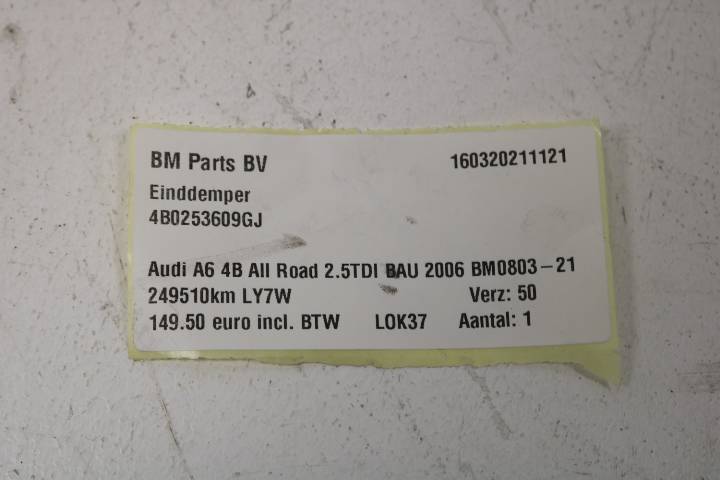 BM Parts BV 160320211121
Einddemper
4B0253609GJ
Audi A6 4B All Road 2.5TDI BAU 2006 BM0803-21
249510km LY7W Verz: 50
149.50 euro incl. BTW LOK37 Aantal: 1